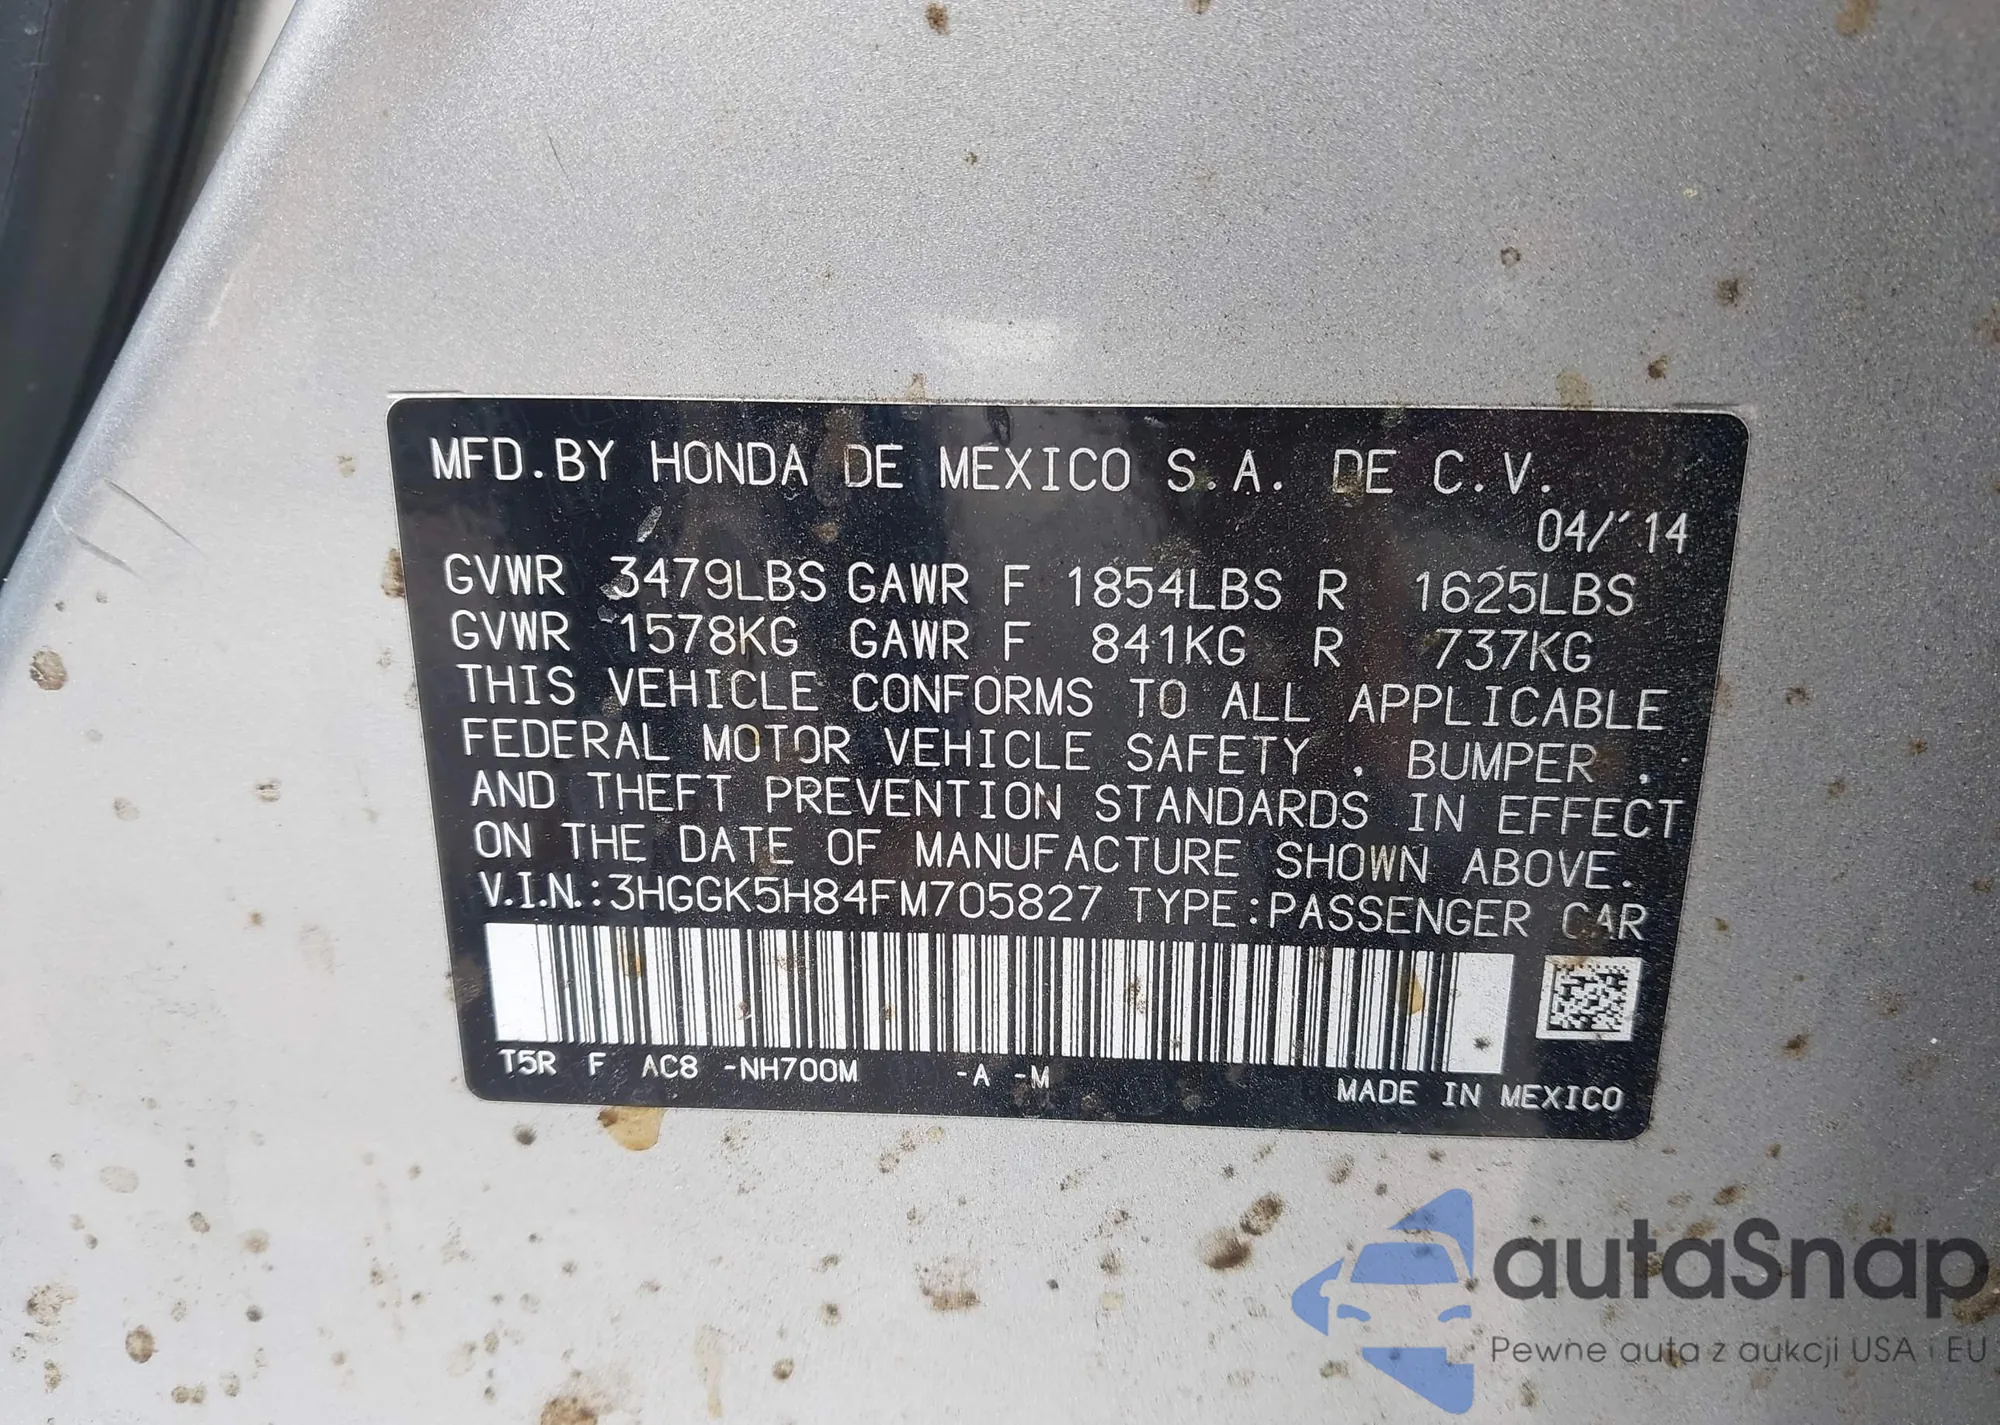 MFD.BY HONDA DE MEXICO S.A. DE C.V.
04/'14
GVWR 3479LBS GAWR F 1854LBS R 1625LBS
GVWR 1578KG GAWR F 841KG R 737KG
THIS VEHICLE CONFORMS TO ALL APPLICABLE
FEDERAL MOTOR VEHICLE SAFETY , BUMPER ,
AND THEFT PREVENTION STANDARDS IN EFFECT
ON THE DATE OF MANUFACTURE SHOWN ABOVE.
V.I.N.:3HGGK5H84FM705827 TYPE:PASSENGER CAR
T5R F AC8 -NH700M -A -M
MADE IN MEXICO
autaSnap
Pewne auta z aukcji USA i EU